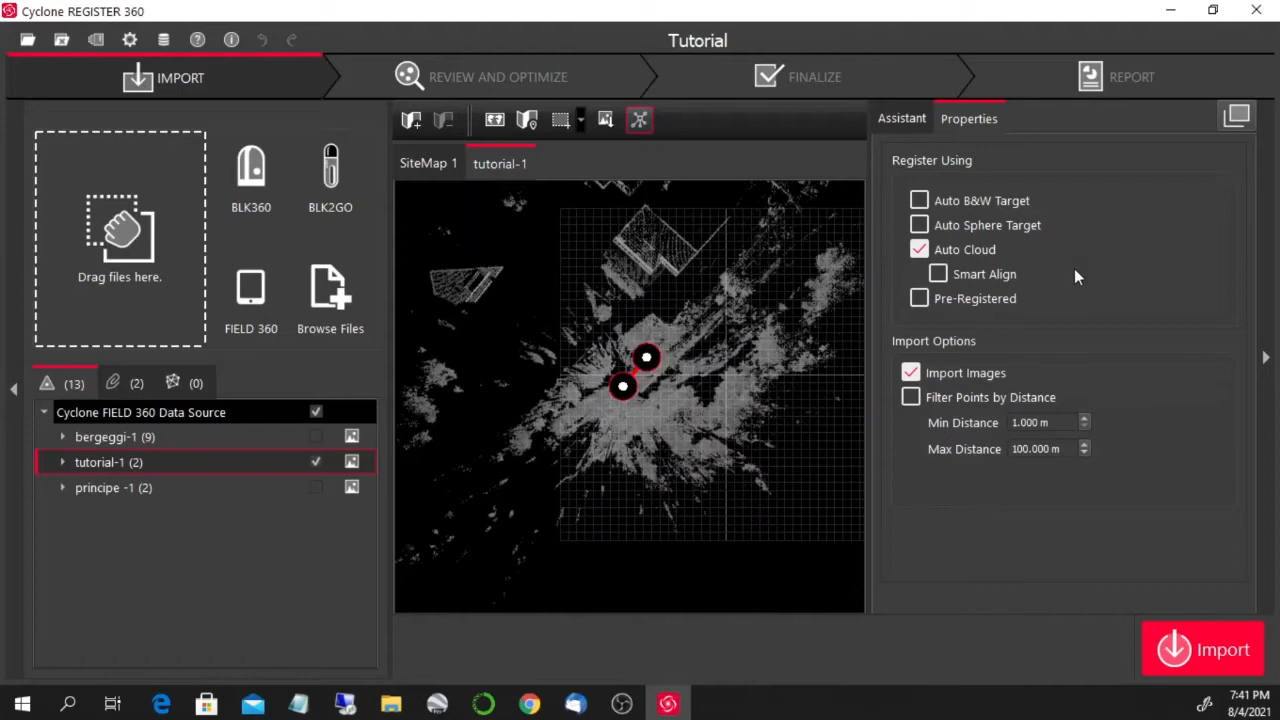 Cyclone REGISTER 360
Tutorial
IMPORT
REVIEW AND OPTIMIZE
FINALIZE
REPORT
Drag files here.
BLK360
BLK2GO
FIELD 360
Browse Files
(13)
(2)
(0)
Cyclone FIELD 360 Data Source
bergeggi-1 (9)
tutorial-1 (2)
principe -1 (2)
SiteMap 1
tutorial-1
Assistant
Properties
Register Using
Auto B&W Target
Auto Sphere Target
Auto Cloud
Smart Align
Pre-Registered
Import Options
Import Images
Filter Points by Distance
Min Distance 1.000 m
Max Distance 100.000 m
Import
7:41 PM
8/4/2021